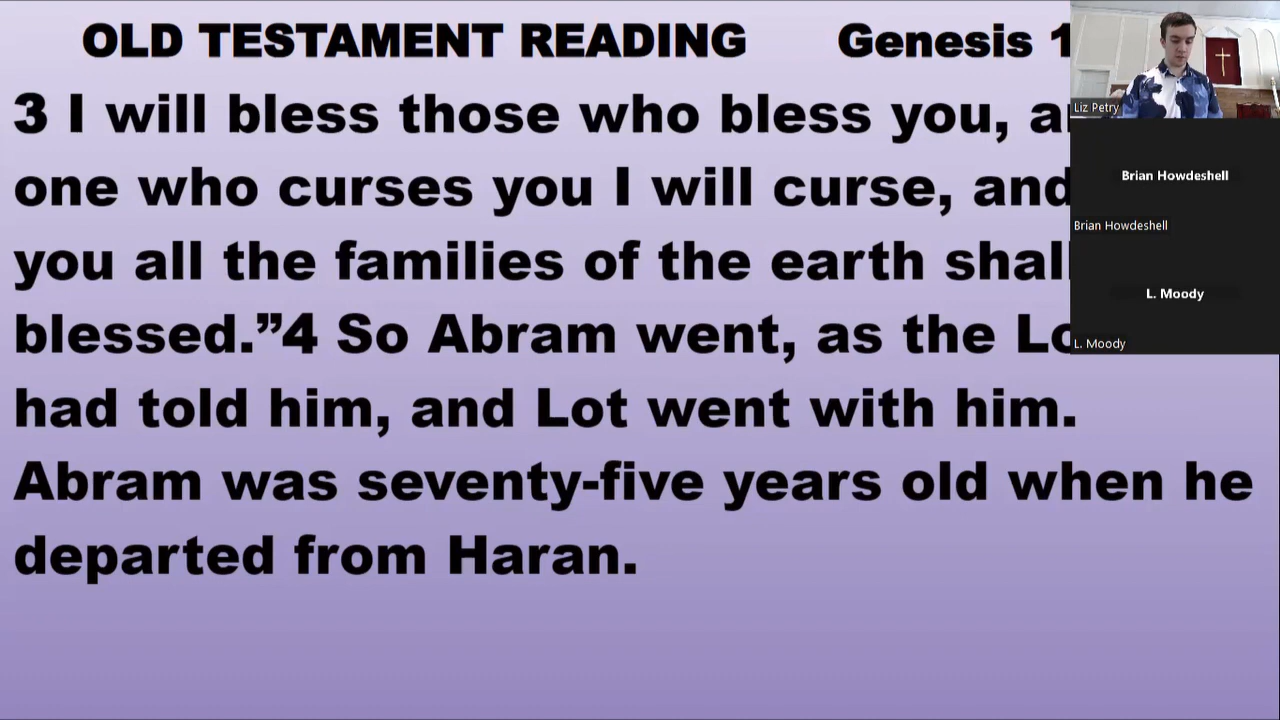 OLD TESTAMENT READING Genesis 1
3 I will bless those who bless you,
one who curses you I will curse, and
you all the families of the earth shall
blessed.”4 So Abram went, as the
had told him, and Lot went with him.
Abram was seventy-five years old when he
departed from Haran.
Liz Petry
Brian Howdeshell
Brian Howdeshell
L. Moody
L. Moody